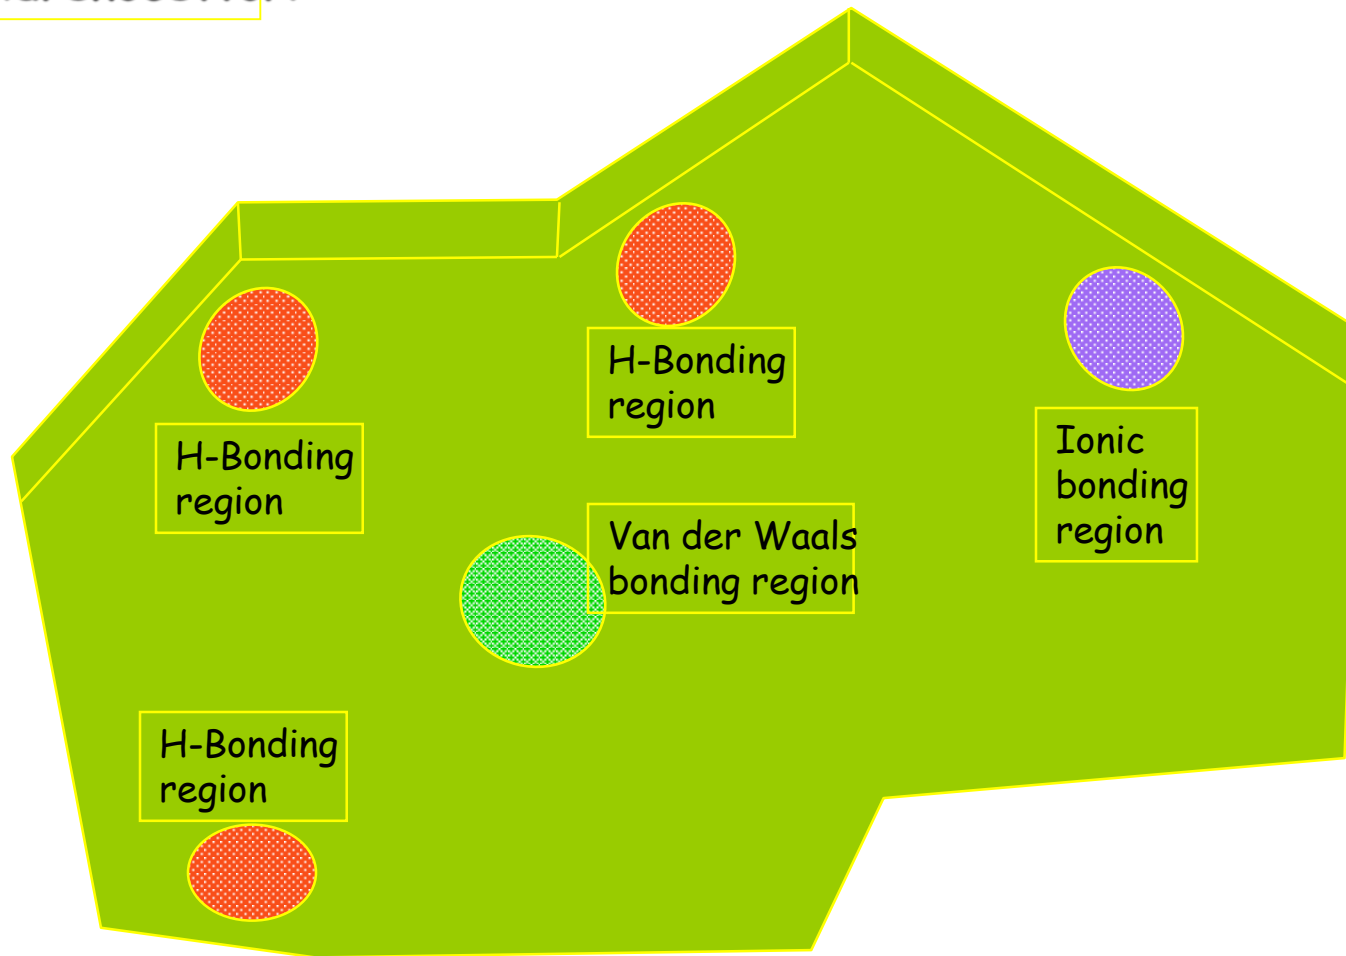 H-Bonding
region
Ionic
bonding
region
H-Bonding
region
Van der Waals
bonding region
H-Bonding
region